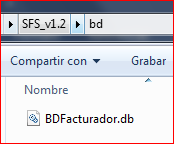 SFS_v1.2 bd
Compartir con Grabar
Nombre
BDFacturador.db